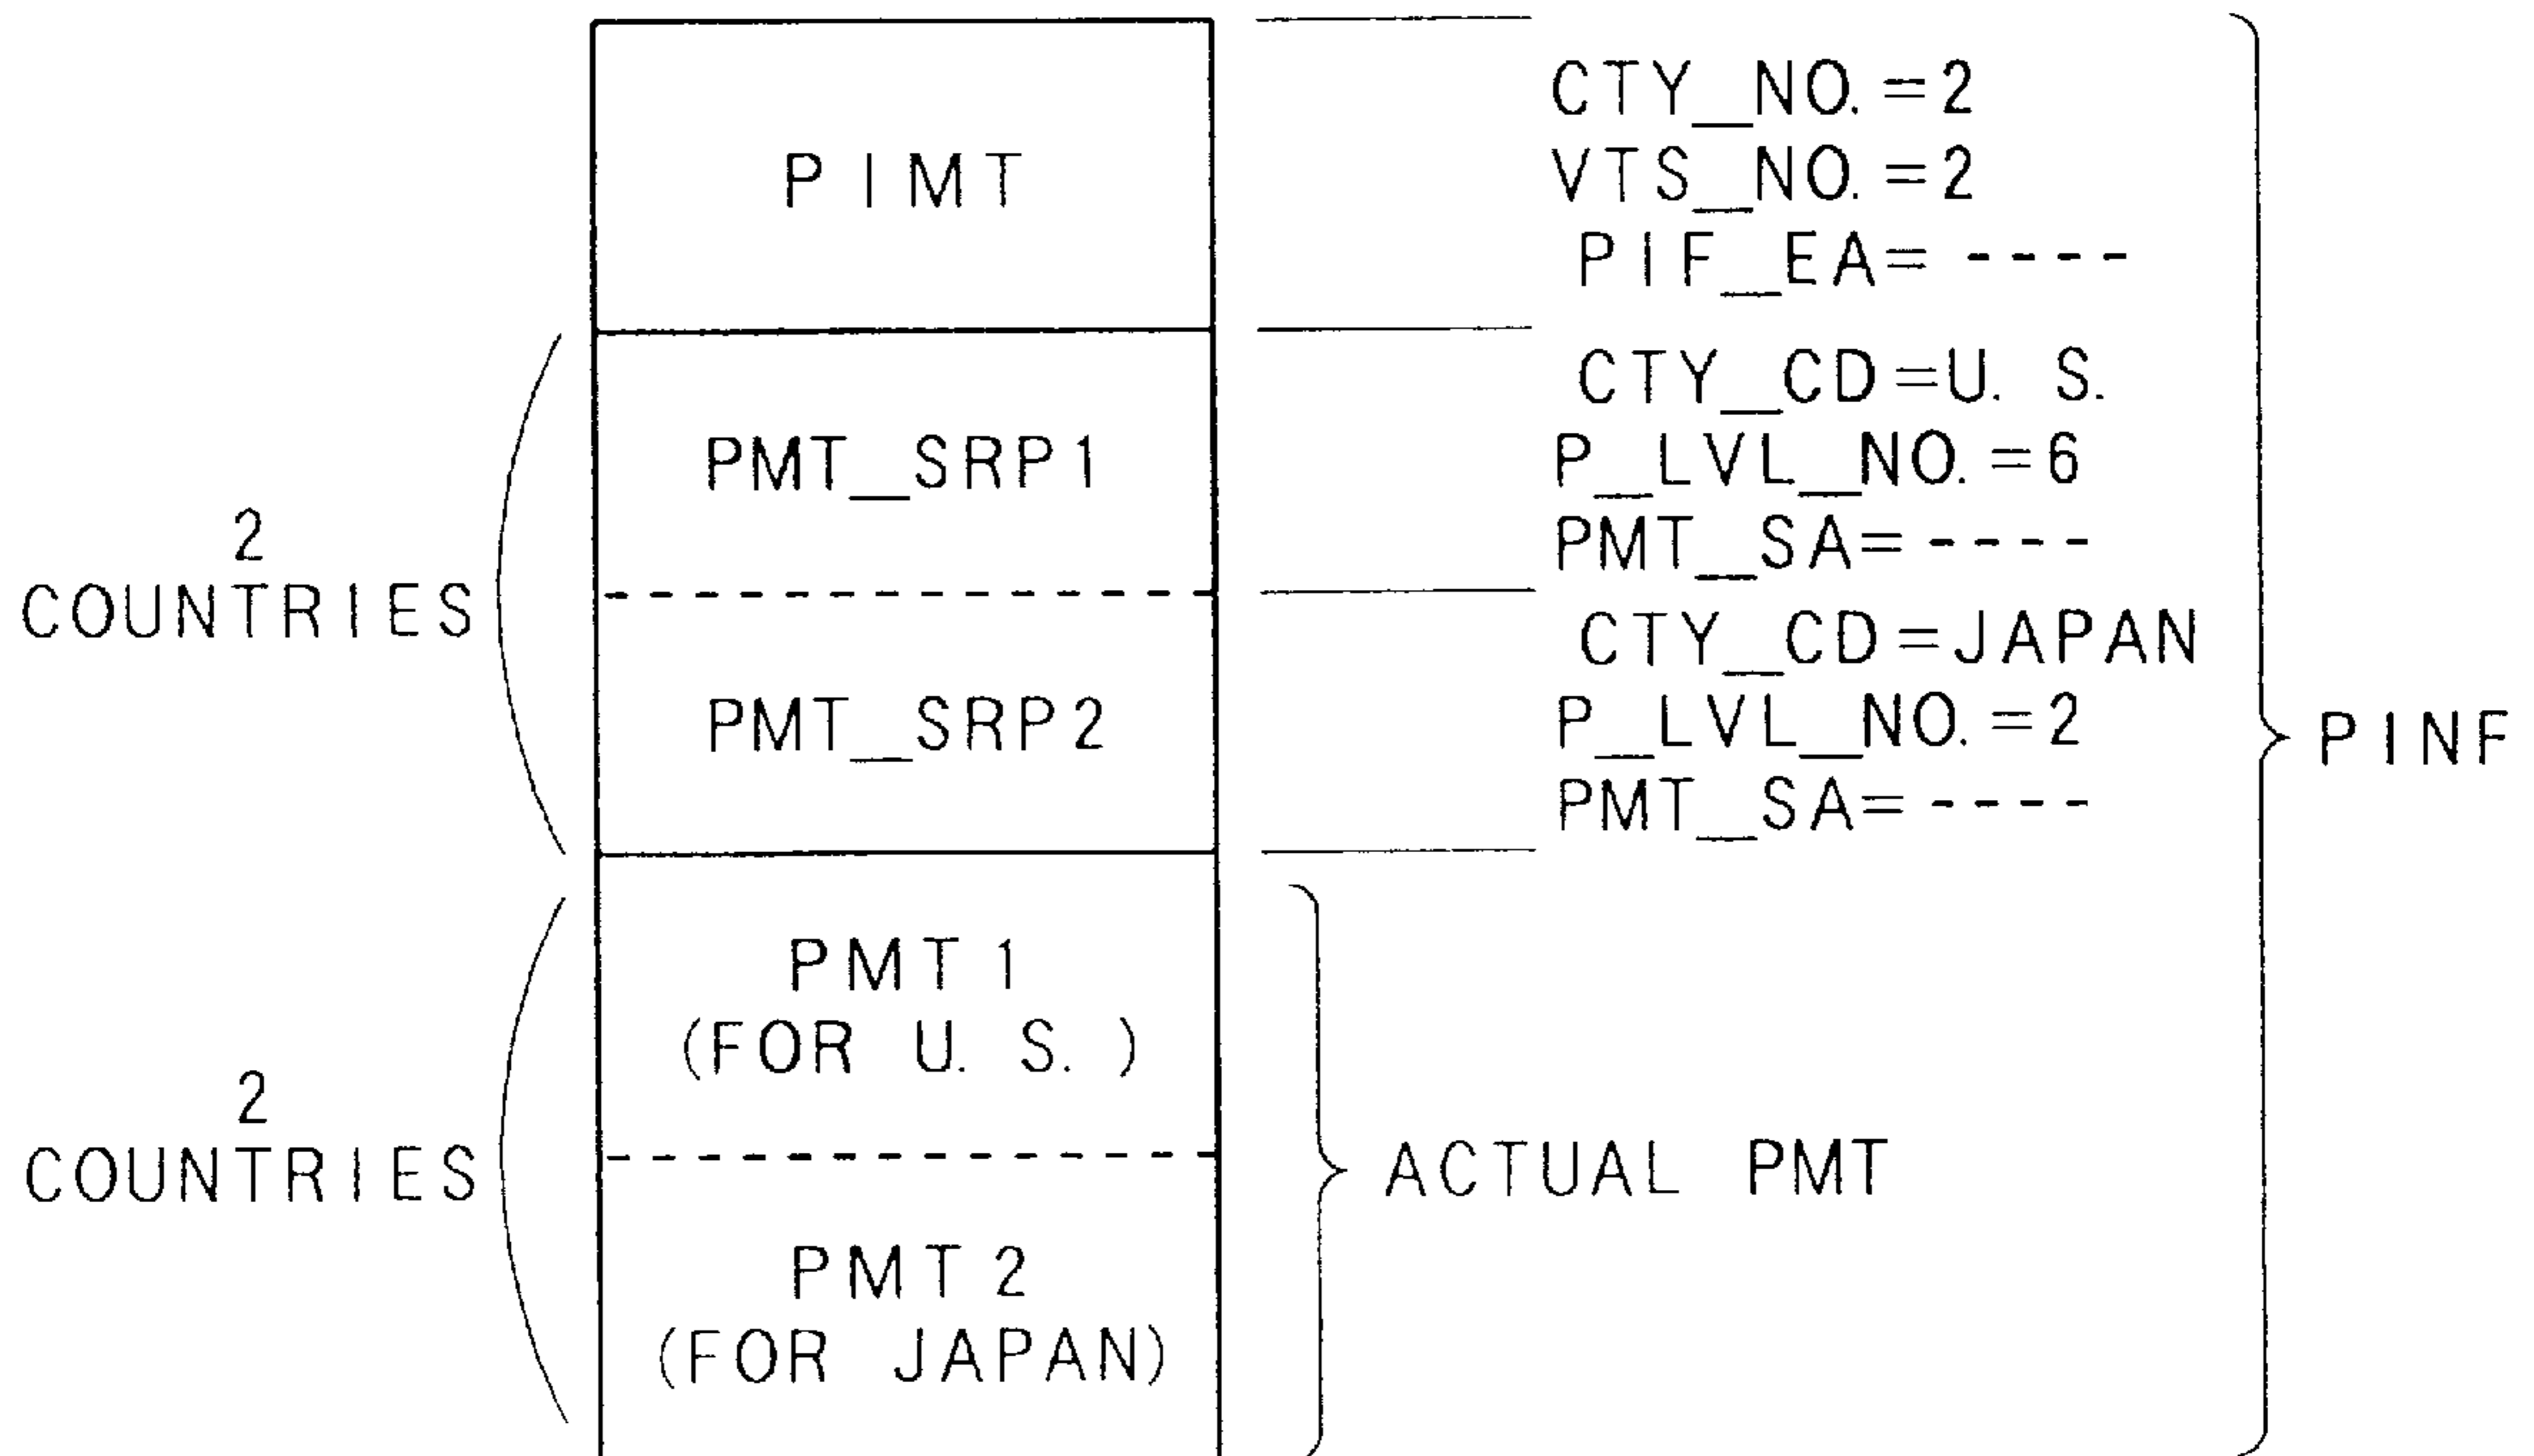 PIMT
CTY_NO.=2
VTS_NO.=2
PIF_EA= ----
2
COUNTRIES
PMT_SRP1
CTY_CD=U. S.
P_LVL_NO.=6
PMT_SA= ----
PMT_SRP2
CTY_CD=JAPAN
P_LVL_NO.=2
PMT_SA= ----
PINF
2
COUNTRIES
PMT1
(FOR U. S. )
PMT2
(FOR JAPAN)
ACTUAL PMT